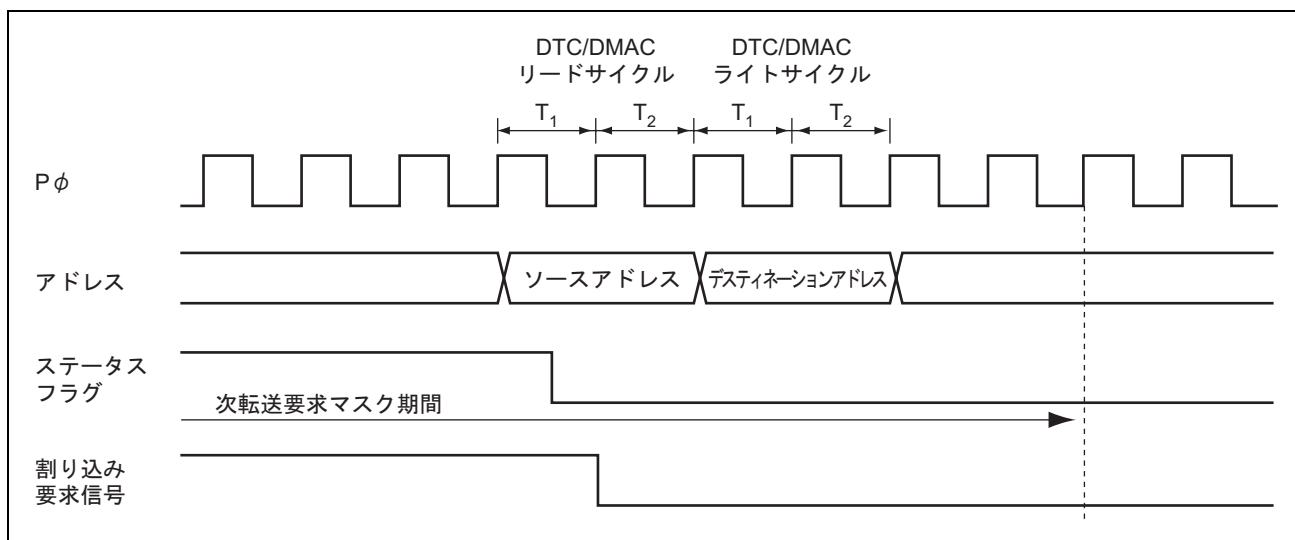 DTC/DMAC
リードサイクル
DTC/DMAC
ライトサイクル
T1 T2 T1 T2
Pφ
アドレス
ソースアドレス
デスティネーションアドレス
ステータス
フラグ
次転送要求マスク期間
割り込み
要求信号